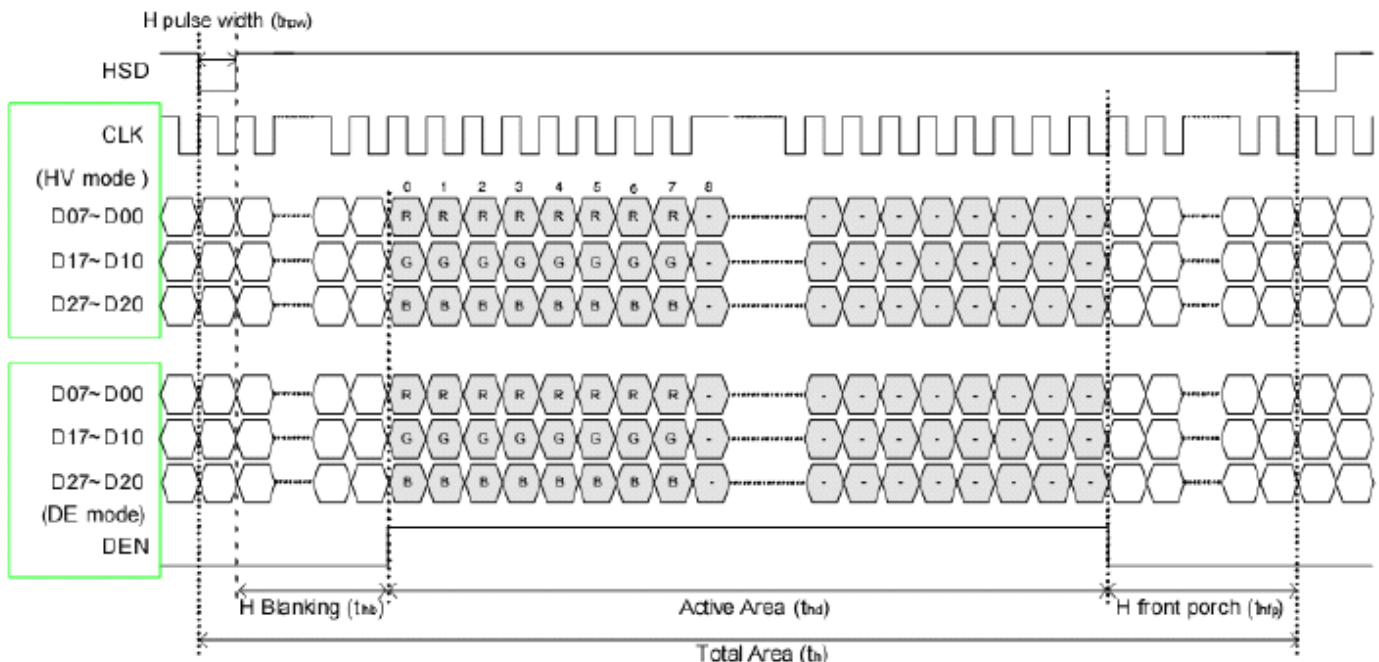 H pulse width (thpw)
HSD
CLK
(HV mode )
0 1 2 3 4 5 6 7 8
D07~D00 R R R R R R R R - - - - - - - - -
D17~D10 G G G G G G G G - - - - - - - - -
D27~D20 B B B B B B B B - - - - - - - - -
D07~D00 R R R R R R R R - - - - - - - - -
D17~D10 G G G G G G G G - - - - - - - - -
D27~D20 B B B B B B B B - - - - - - - - -
(DE mode)
DEN
H Blanking (thb) Active Area (thd) H front porch (thfp)
Total Area (th)